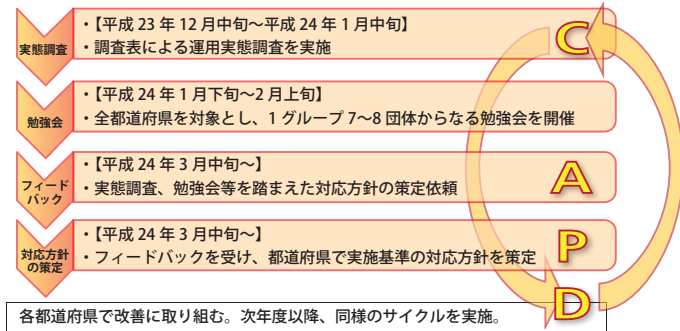 実態調査
・【平成 23 年 12 月中旬～平成 24 年 1 月中旬】
・調査表による運用実態調査を実施
C
勉強会
・【平成 24 年 1 月下旬～2 月上旬】
・全都道府県を対象とし、1 グループ 7～8 団体からなる勉強会を開催
フィード
バック
・【平成 24 年 3 月中旬～】
・実態調査、勉強会等を踏まえた対応方針の策定依頼
A
対応方針
の策定
・【平成 24 年 3 月中旬～】
・フィードバックを受け、都道府県で実施基準の対応方針を策定
P
D
各都道府県で改善に取り組む。次年度以降、同様のサイクルを実施。